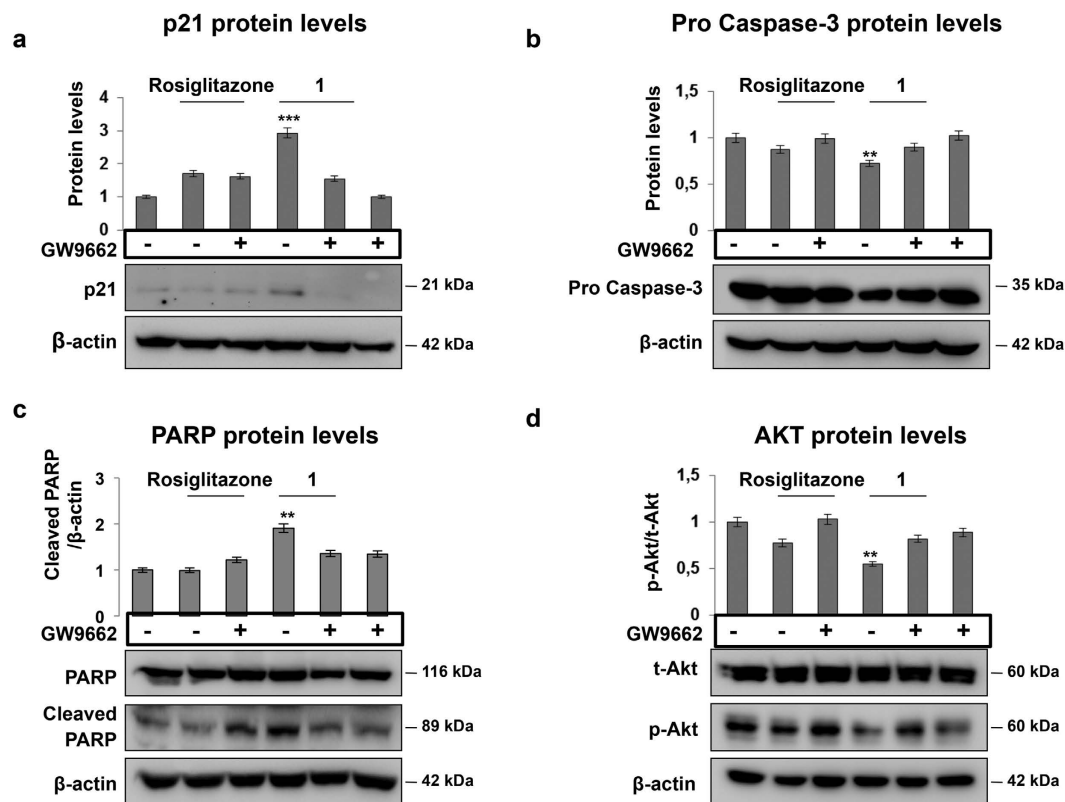 a
p21 protein levels
Protein levels
4
3
2
1
0
Rosiglitazone
1
***
GW9662 - - + - + +
p21
21 kDa
β-actin
42 kDa
b
Pro Caspase-3 protein levels
Protein levels
1,5
1
0,5
0
Rosiglitazone
1
**
GW9662 - - + - + +
Pro Caspase-3
35 kDa
β-actin
42 kDa
c
PARP protein levels
Cleaved PARP
/β-actin
3
2
1
0
Rosiglitazone
1
**
GW9662 - - + - + +
PARP
116 kDa
Cleaved
PARP
89 kDa
β-actin
42 kDa
d
AKT protein levels
p-Akt/t-Akt
1,5
1
0,5
0
Rosiglitazone
1
**
GW9662 - - + - + +
t-Akt
60 kDa
p-Akt
60 kDa
β-actin
42 kDa